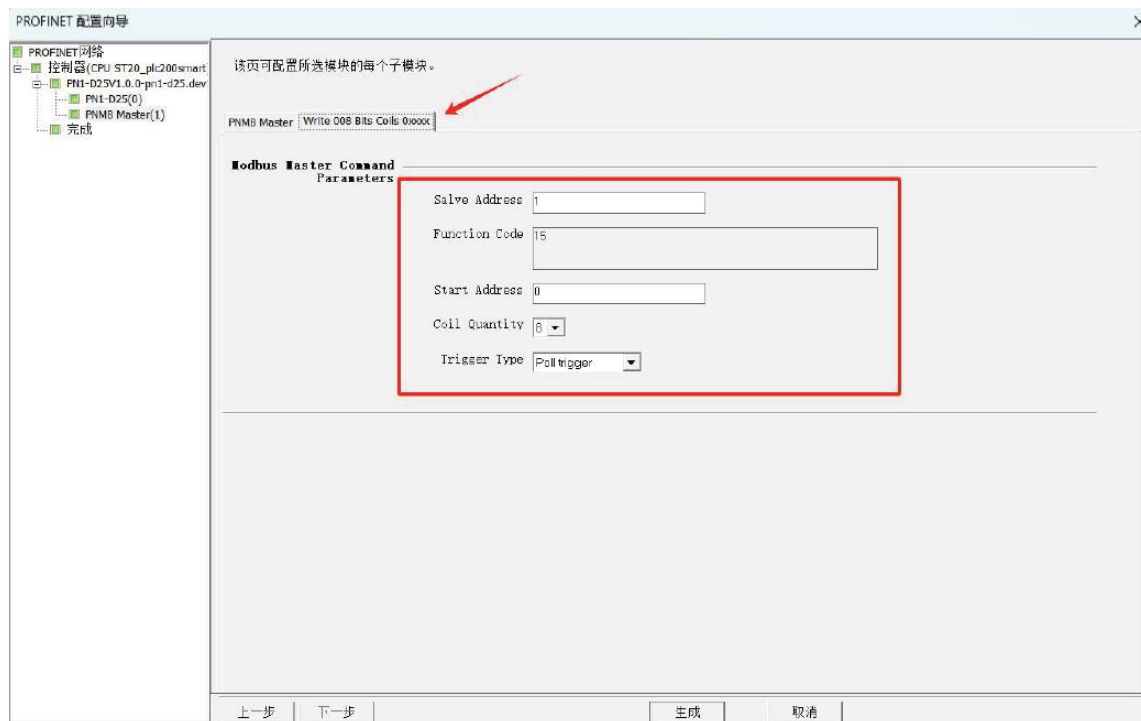 PROFINET 配置向导
PROFINET网络
控制器(CPU ST20_plc200smart
PN1-D25V1.0.0-pn1-d25.dev
PN1-D25(0)
PNMB Master(1)
完成
该页可配置所选模块的每个子模块。
PNMB Master Write 008 Bits Coils 0xxxx
Modbus Master Command
Parameters
Salve Address 1
Function Code 15
Start Address 0
Coil Quantity 8
Trigger Type Poll trigger
上一步 下一步 生成 取消